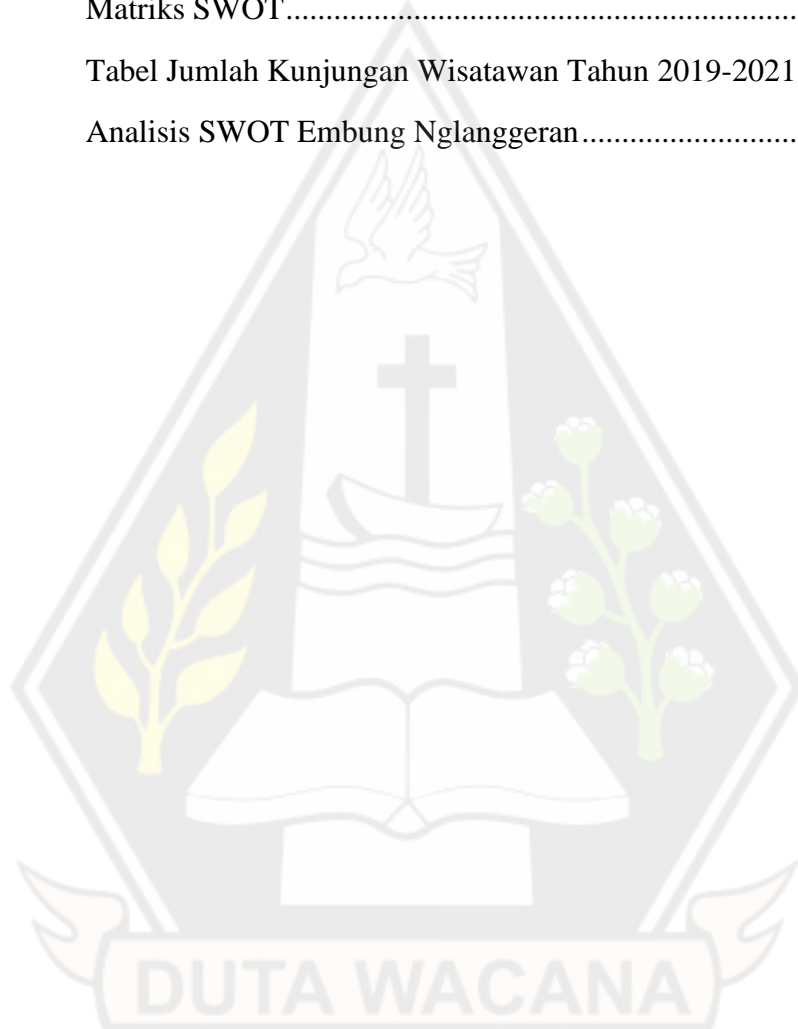 Matriks SWOT................................................................
Tabel Jumlah Kunjungan Wisatawan Tahun 2019-2021
Analisis SWOT Embung Nglanggeran...........................
DUTA WACANA